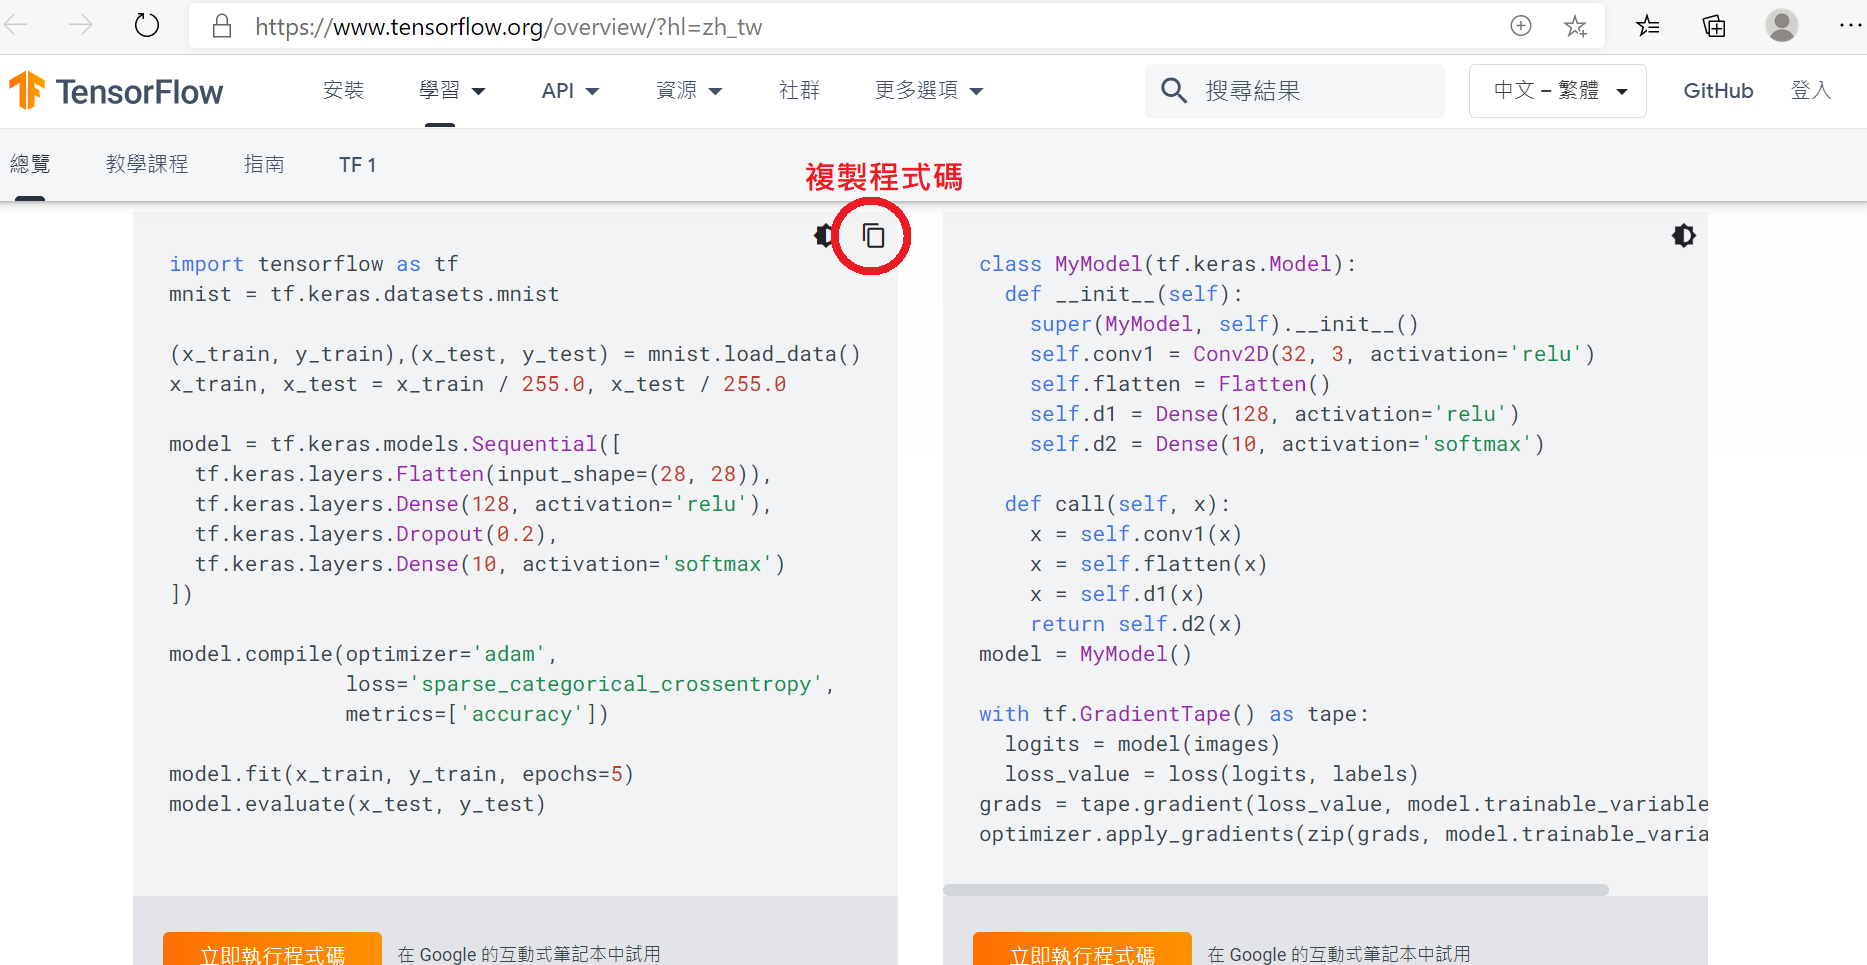 https://www.tensorflow.org/overview/?hl=zh_tw
TensorFlow
安裝
學習
API
資源
社群
更多選項
搜尋結果
中文 – 繁體
GitHub
登入
總覽
教學課程
指南
TF 1
複製程式碼
import tensorflow as tf
mnist = tf.keras.datasets.mnist
(x_train, y_train),(x_test, y_test) = mnist.load_data()
x_train, x_test = x_train / 255.0, x_test / 255.0
model = tf.keras.models.Sequential([
  tf.keras.layers.Flatten(input_shape=(28, 28)),
  tf.keras.layers.Dense(128, activation='relu'),
  tf.keras.layers.Dropout(0.2),
  tf.keras.layers.Dense(10, activation='softmax')
])
model.compile(optimizer='adam',
              loss='sparse_categorical_crossentropy',
              metrics=['accuracy'])
model.fit(x_train, y_train, epochs=5)
model.evaluate(x_test, y_test)
立即執行程式碼
在 Google 的互動式筆記本中試用
class MyModel(tf.keras.Model):
  def __init__(self):
    super(MyModel, self).__init__()
    self.conv1 = Conv2D(32, 3, activation='relu')
    self.flatten = Flatten()
    self.d1 = Dense(128, activation='relu')
    self.d2 = Dense(10, activation='softmax')
  def call(self, x):
    x = self.conv1(x)
    x = self.flatten(x)
    x = self.d1(x)
    return self.d2(x)
model = MyModel()
with tf.GradientTape() as tape:
  logits = model(images)
  loss_value = loss(logits, labels)
grads = tape.gradient(loss_value, model.trainable_variable
optimizer.apply_gradients(zip(grads, model.trainable_varia
立即執行程式碼
在 Google 的互動式筆記本中試用